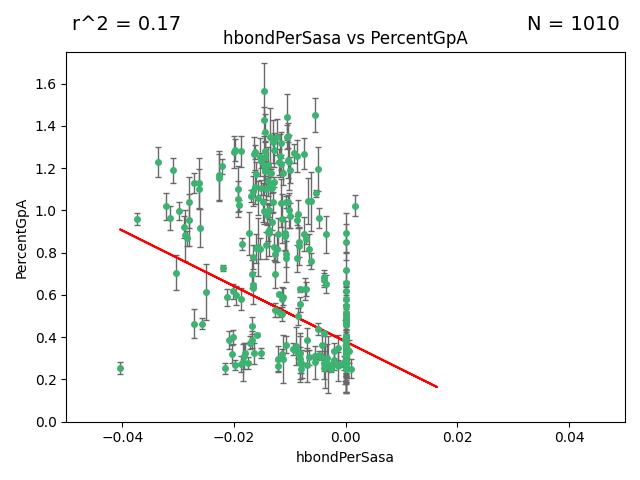 r^2 = 0.17
N = 1010
hbondPerSasa vs PercentGpA
PercentGpA
1.6
1.4
1.2
1.0
0.8
0.6
0.4
0.2
0.0
−0.04
−0.02
0.00
0.02
0.04
hbondPerSasa